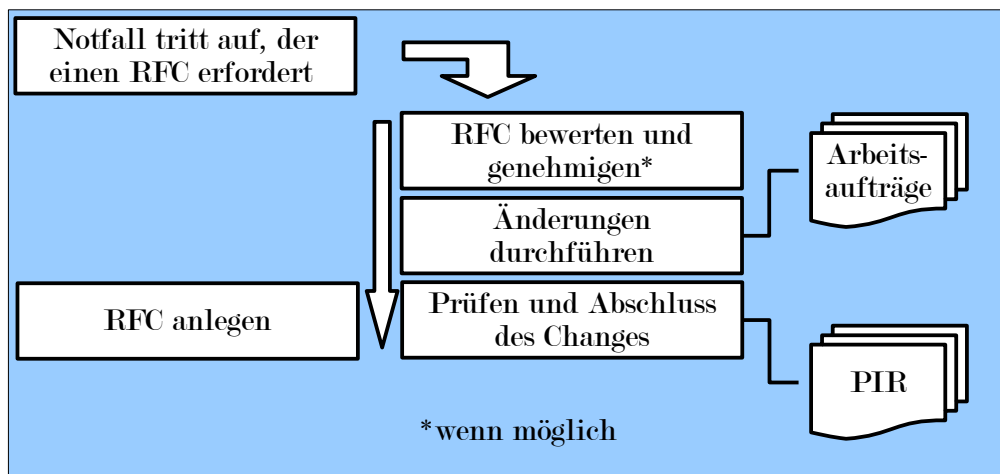 Notfall tritt auf, der
einen RFC erfordert
RFC bewerten und
genehmigen*
Arbeits-
aufträge
Änderungen
durchführen
RFC anlegen
Prüfen und Abschluss
des Changes
PIR
*wenn möglich